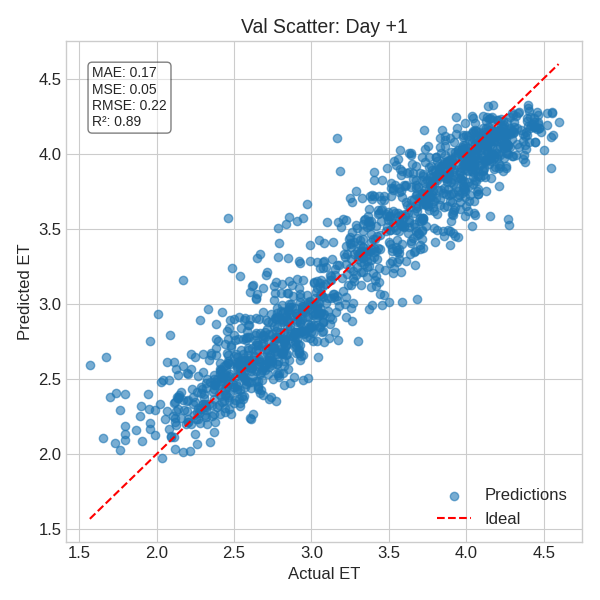 Val Scatter: Day +1
MAE: 0.17
MSE: 0.05
RMSE: 0.22
R²: 0.89
4.5
4.0
3.5
3.0
2.5
2.0
1.5
Predicted ET
Predictions
Ideal
1.5 2.0 2.5 3.0 3.5 4.0 4.5
Actual ET